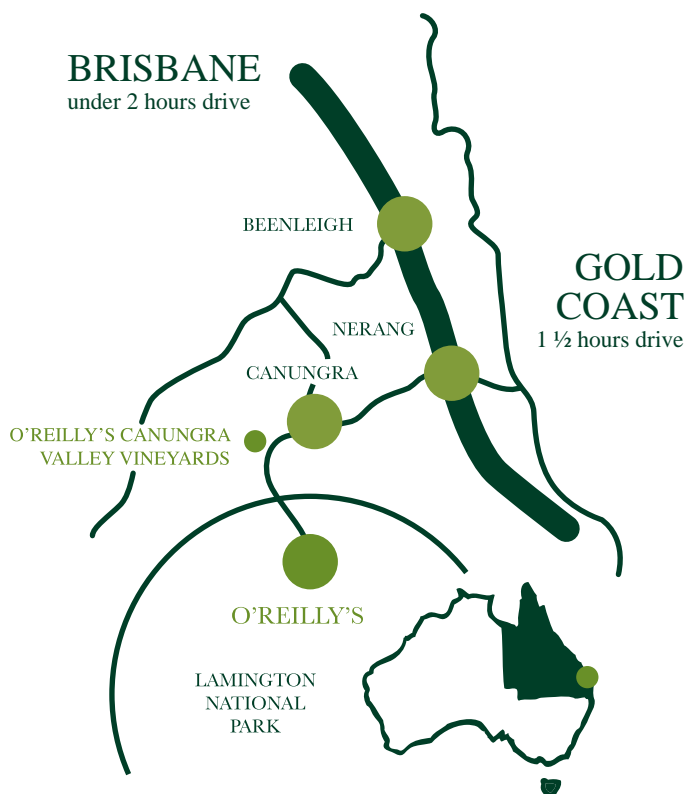 BRISBANE
under 2 hours drive
BEENLEIGH
GOLD
COAST
1 ½ hours drive
NERANG
CANUNGRA
O’REILLY’S CANUNGRA
VALLEY VINEYARDS
O’REILLY’S
LAMINGTON
NATIONAL
PARK